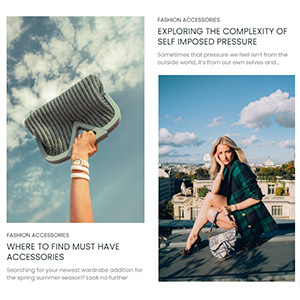 FASHION ACCESSORIES
EXPLORING THE COMPLEXITY OF
SELF IMPOSED PRESSURE
Sometimes that pressure we feel isn't from the
outside world, it's from our own selves and...
FASHION ACCESSORIES
WHERE TO FIND MUST HAVE
ACCESSORIES
Searching for your newest wardrobe addition for
the spring summer season? Look no further